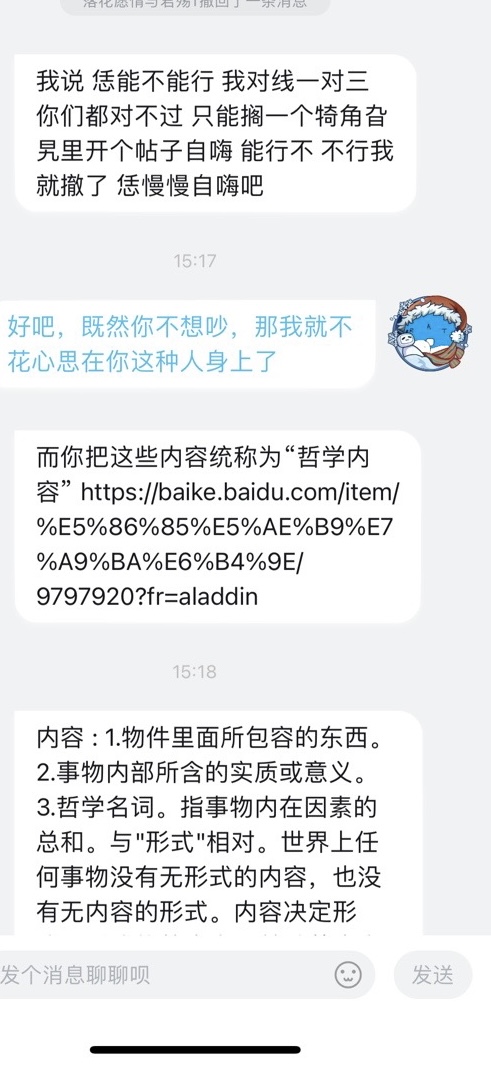 落花愿情与君殇1撤回了一条消息
我说 恁能不能行 我对线一对三
你们都对不过 只能搁一个犄角旮
旯里开个帖子自嗨 能行不 不行我
就撤了 恁慢慢自嗨吧
15:17
好吧，既然你不想吵，那我就不
花心思在你这种人身上了
而你把这些内容统称为“哲学内
容” https://baike.baidu.com/item/
%E5%86%85%E5%AE%B9%E7
%A9%BA%E6%B4%9E/
9797920?fr=aladdin
15:18
内容 : 1.物件里面所包容的东西。
2.事物内部所含的实质或意义。
3.哲学名词。指事物内在因素的
总和。与"形式"相对。世界上任
何事物没有无形式的内容，也没
有无内容的形式。内容决定形
发个消息聊聊呗
发送